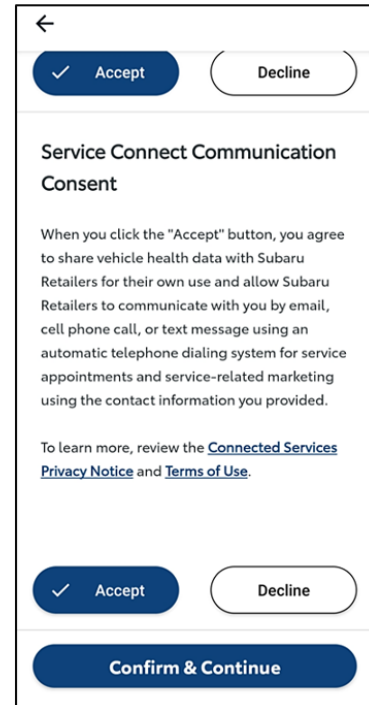 Accept Decline
Service Connect Communication
Consent
When you click the "Accept" button, you agree
to share vehicle health data with Subaru
Retailers for their own use and allow Subaru
Retailers to communicate with you by email,
cell phone call, or text message using an
automatic telephone dialing system for service
appointments and service-related marketing
using the contact information you provided.
To learn more, review the Connected Services
Privacy Notice and Terms of Use.
Accept Decline
Confirm & Continue